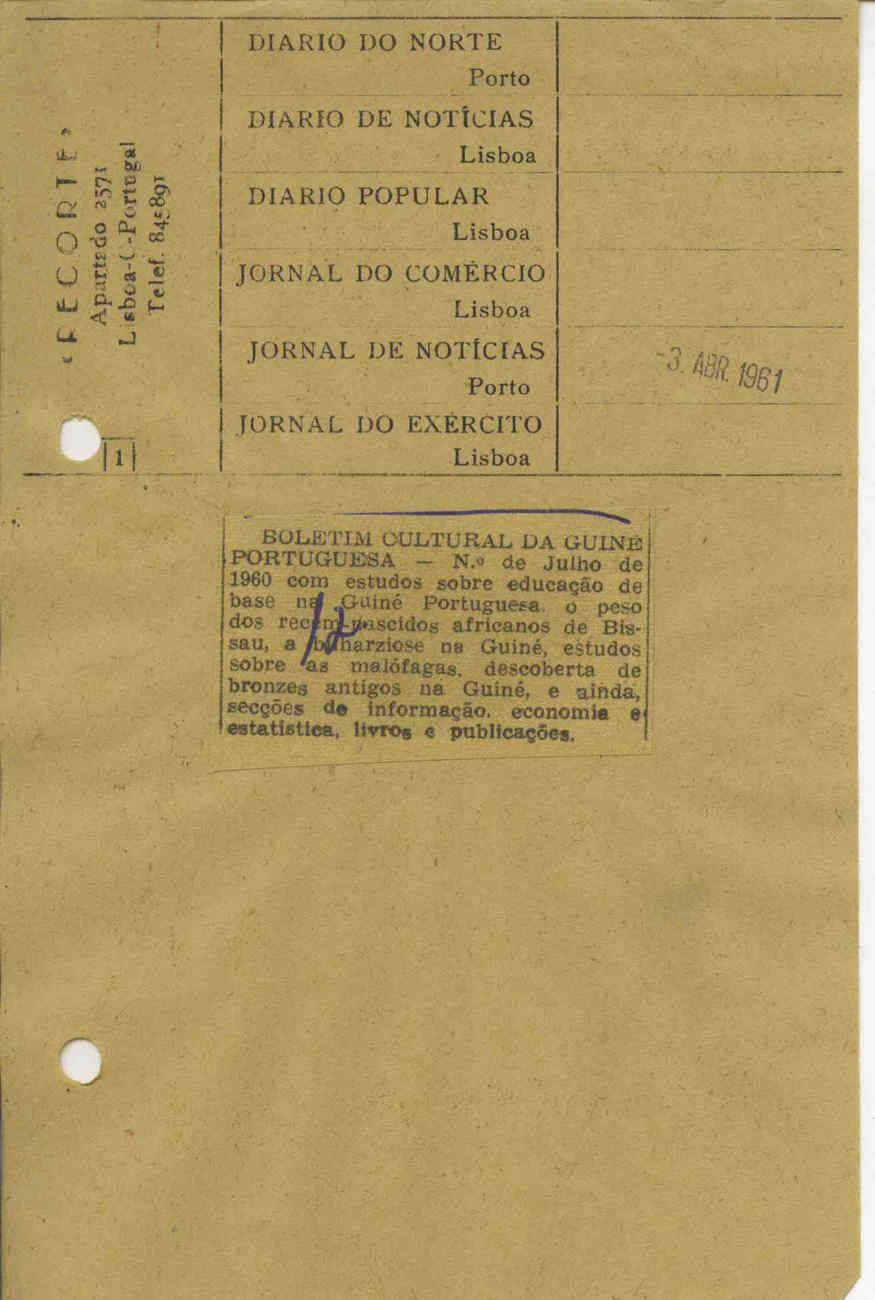 «RECORTE»
Apartado 2571
Lisboa-1-Portugal
Telef. 845891
1
DIARIO DO NORTE
Porto
DIARIO DE NOTÍCIAS
Lisboa
DIARIO POPULAR
Lisboa
JORNAL DO COMÉRCIO
Lisboa
JORNAL DE NOTÍCIAS
Porto
-3. ABR. 1961
JORNAL DO EXÉRCITO
Lisboa
BOLETIM CULTURAL DA GUINÉ
PORTUGUESA — N.º de Julho de
1960 com estudos sobre educação de
base na Guiné Portuguesa, o peso
dos recém-nascidos africanos de Bis-
sau, a bilharziose na Guiné, estudos
sobre as malófagas, descoberta de
bronzes antigos na Guiné, e ainda,
secções de informação, economia e
estatística, livros e publicações.